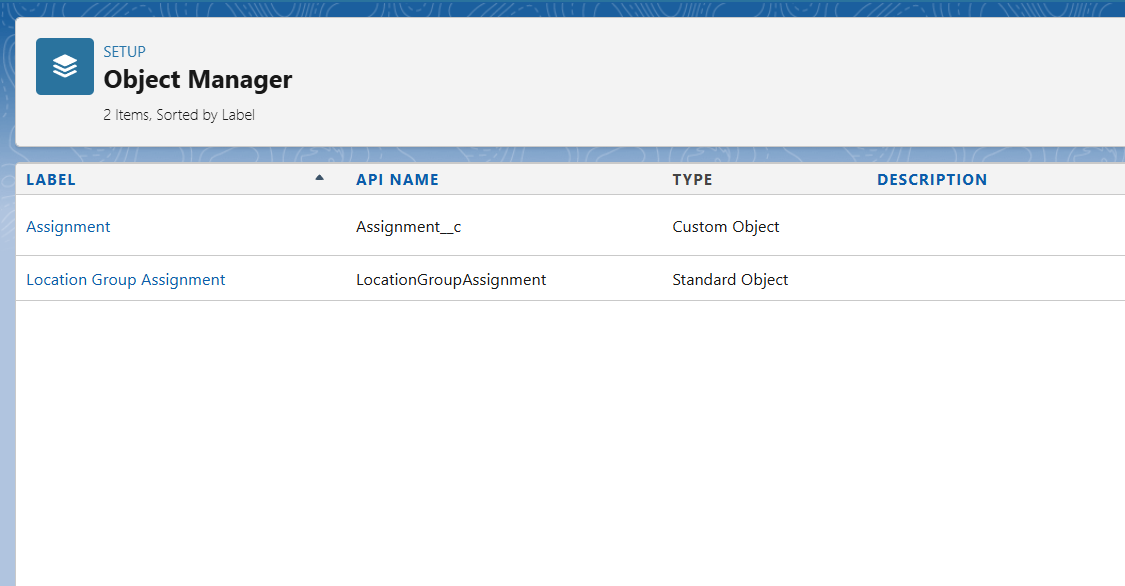 SETUP
Object Manager
2 Items, Sorted by Label
LABEL API NAME TYPE DESCRIPTION
Assignment Assignment__c Custom Object
Location Group Assignment LocationGroupAssignment Standard Object